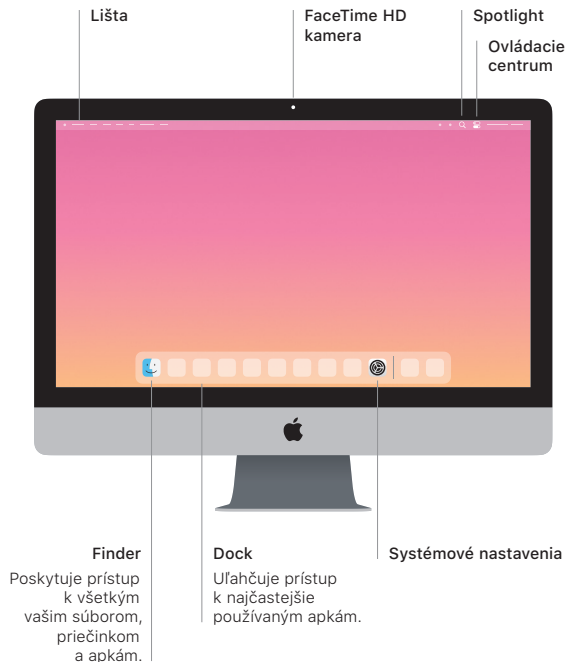 Lišta
FaceTime HD
kamera
Spotlight
Ovládacie
centrum
Finder
Poskytuje prístup
k všetkým
vašim súborom,
priečinkom
a apkám.
Dock
Uľahčuje prístup
k najčastejšie
používaným apkám.
Systémové nastavenia